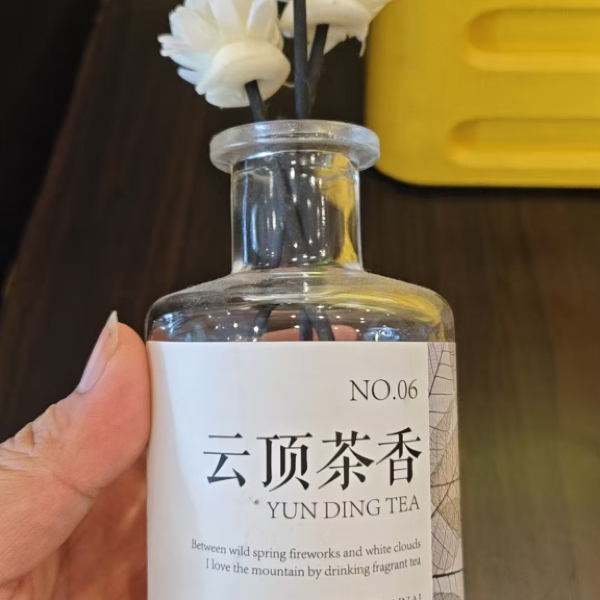 NO.06
云顶茶香
YUN DING TEA
Between wild spring fireworks and white clouds
I love the mountain by drinking fragrant tea